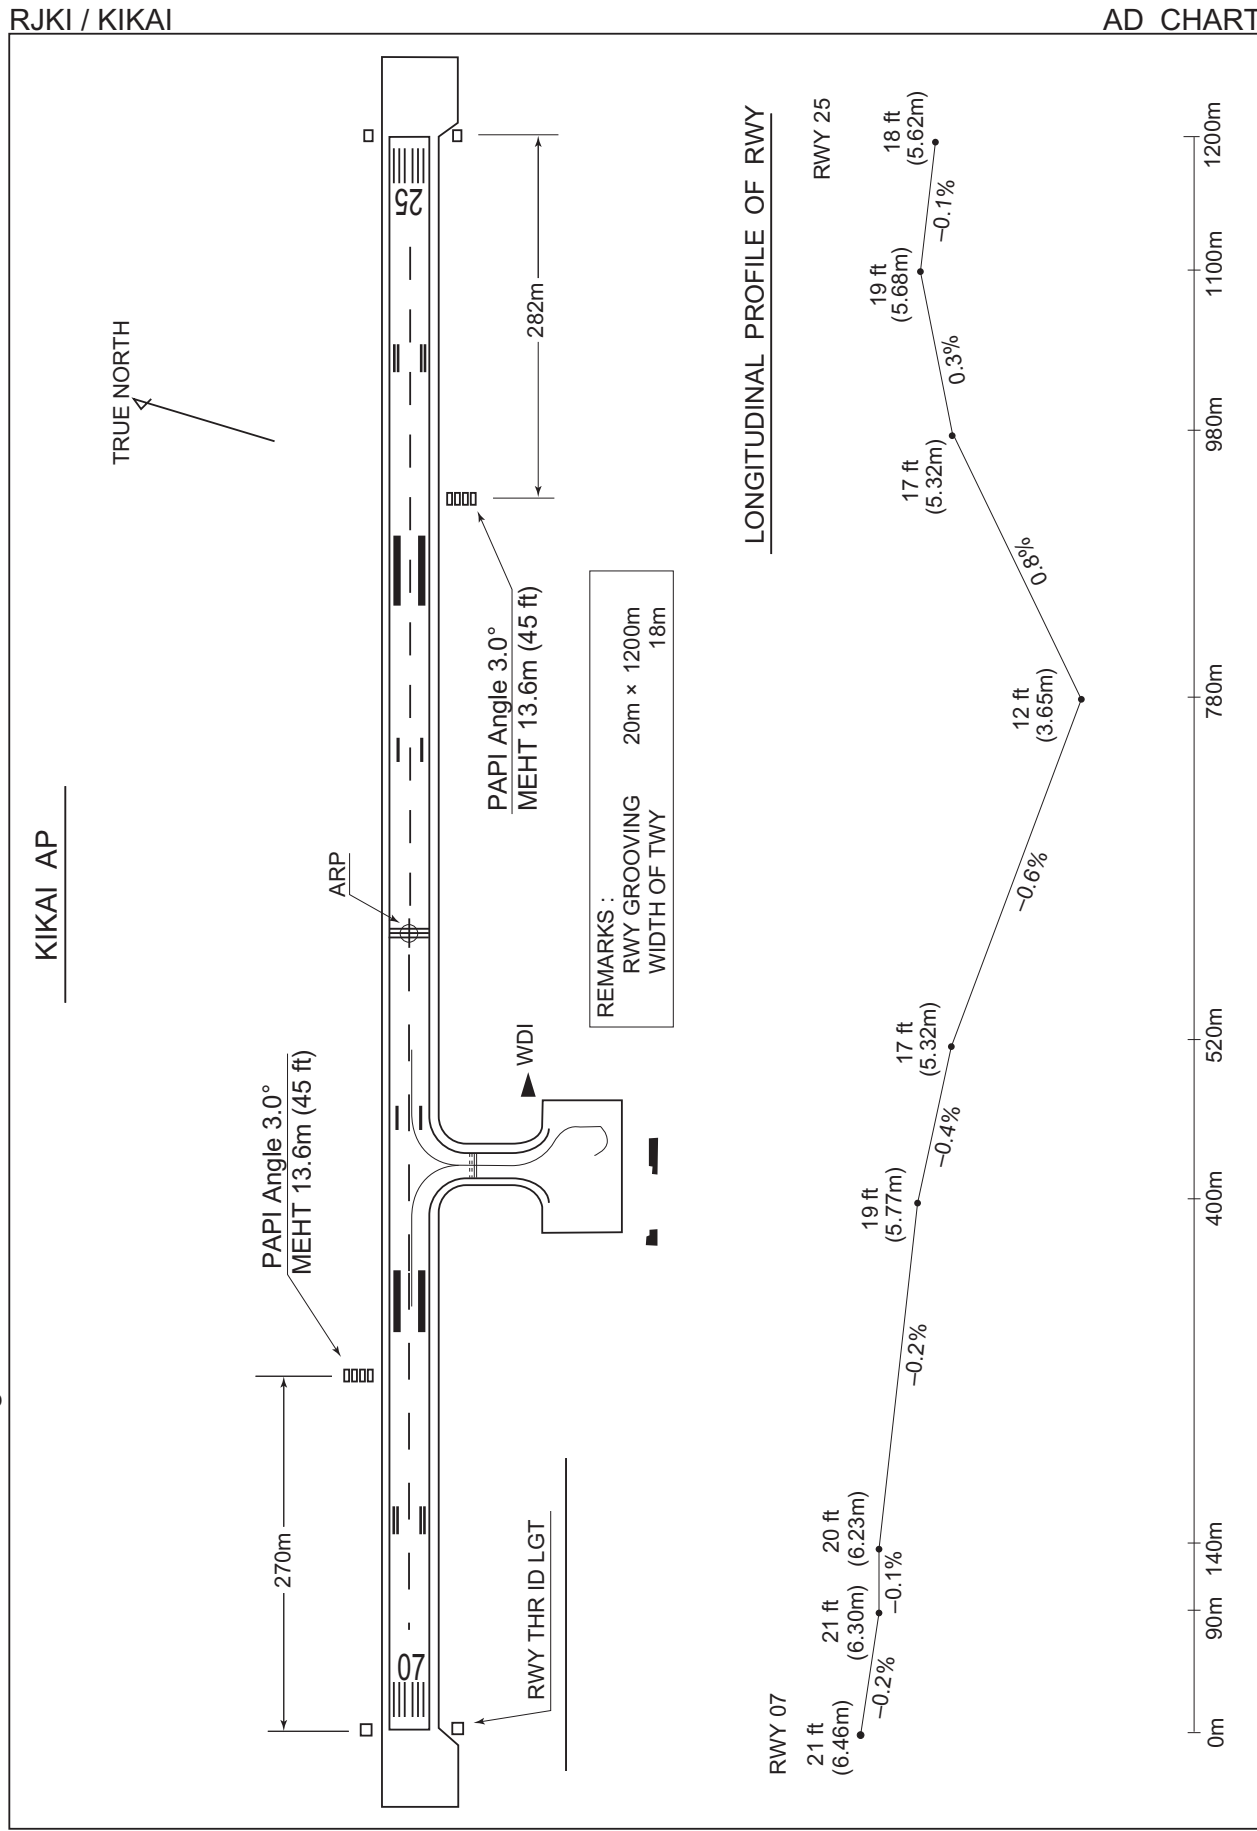 RJKI / KIKAI
AD CHART
KIKAI AP
TRUE NORTH
ARP
PAPI Angle 3.0°
MEHT 13.6m (45 ft)
270m
07
25
282m
PAPI Angle 3.0°
MEHT 13.6m (45 ft)
WDI
RWY THR ID LGT
REMARKS :
RWY GROOVING 20m × 1200m
WIDTH OF TWY 18m
LONGITUDINAL PROFILE OF RWY
RWY 07
RWY 25
21 ft
(6.46m)
–0.2%
21 ft
(6.30m)
–0.1%
20 ft
(6.23m)
–0.2%
19 ft
(5.77m)
–0.4%
17 ft
(5.32m)
–0.6%
12 ft
(3.65m)
0.8%
17 ft
(5.32m)
0.3%
19 ft
(5.68m)
–0.1%
18 ft
(5.62m)
0m
90m
140m
400m
520m
780m
980m
1100m
1200m